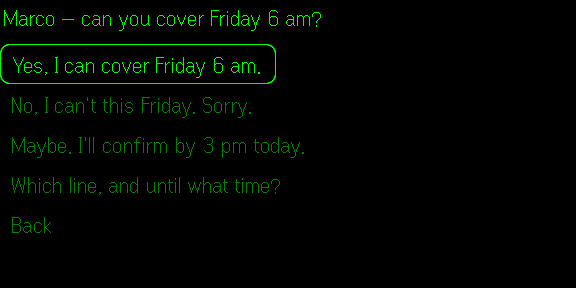 Marco – can you cover Friday 6 am?
Yes, I can cover Friday 6 am.
No, I can't this Friday. Sorry.
Maybe. I'll confirm by 3 pm today.
Which line, and until what time?
Back